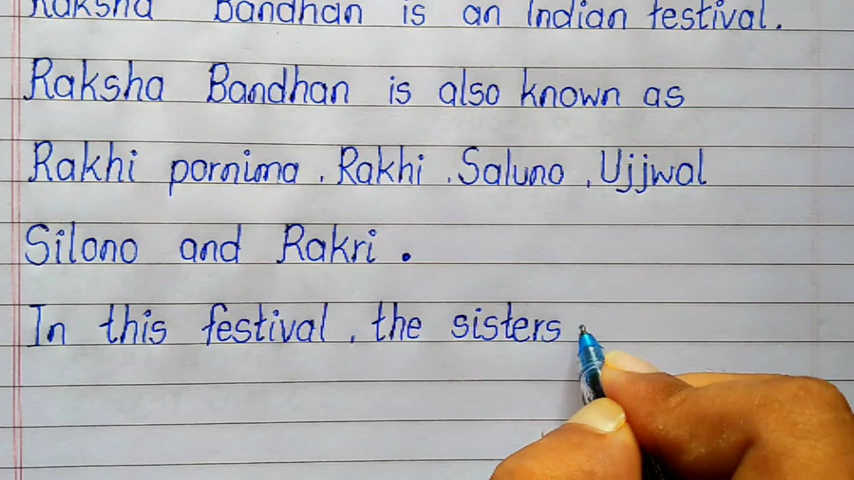 Raksha Bandhan is an Indian festival.
Raksha Bandhan is also known as
Rakhi pornima , Rakhi , Saluno , Ujjwal
Silono and Rakri .
In this festival , the sisters